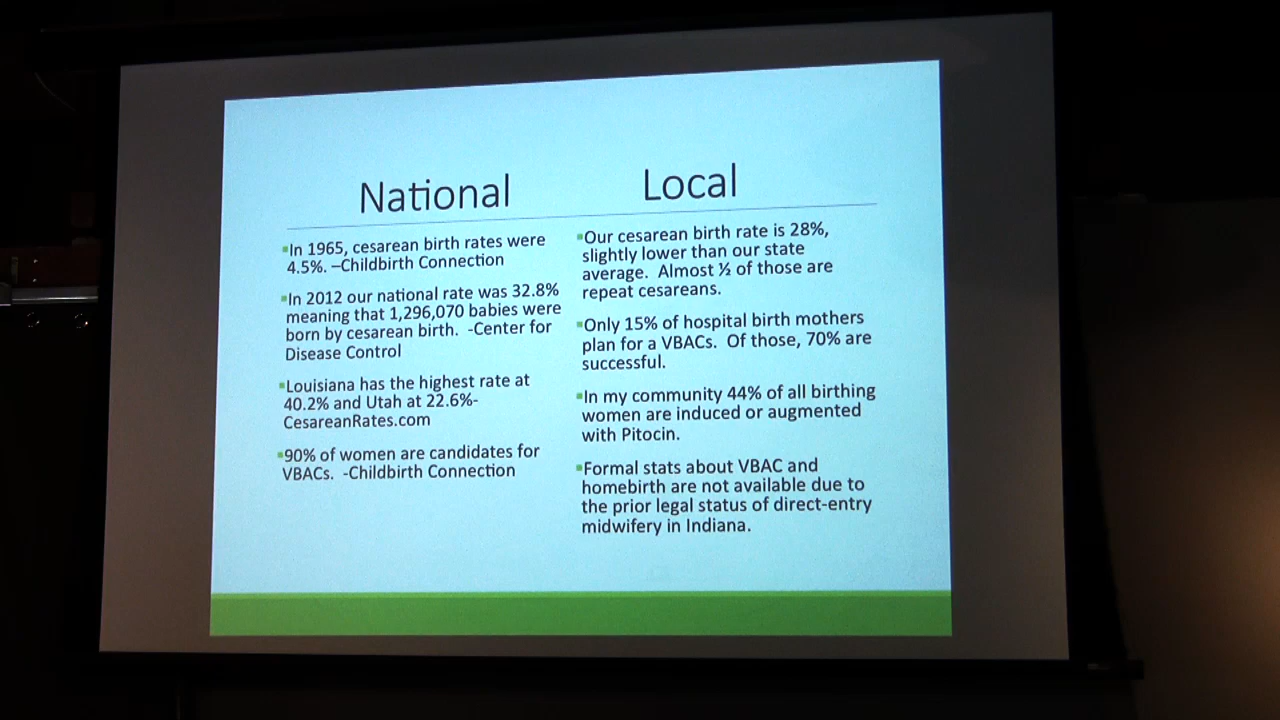 National
▪In 1965, cesarean birth rates were
4.5%. –Childbirth Connection
▪In 2012 our national rate was 32.8%
meaning that 1,296,070 babies were
born by cesarean birth.  -Center for
Disease Control
▪Louisiana has the highest rate at
40.2% and Utah at 22.6%-
CesareanRates.com
▪90% of women are candidates for
VBACs.  -Childbirth Connection
Local
▪Our cesarean birth rate is 28%,
slightly lower than our state
average.  Almost ½ of those are
repeat cesareans.
▪Only 15% of hospital birth mothers
plan for a VBACs.  Of those, 70% are
successful.
▪In my community 44% of all birthing
women are induced or augmented
with Pitocin.
▪Formal stats about VBAC and
homebirth are not available due to
the prior legal status of direct-entry
midwifery in Indiana.